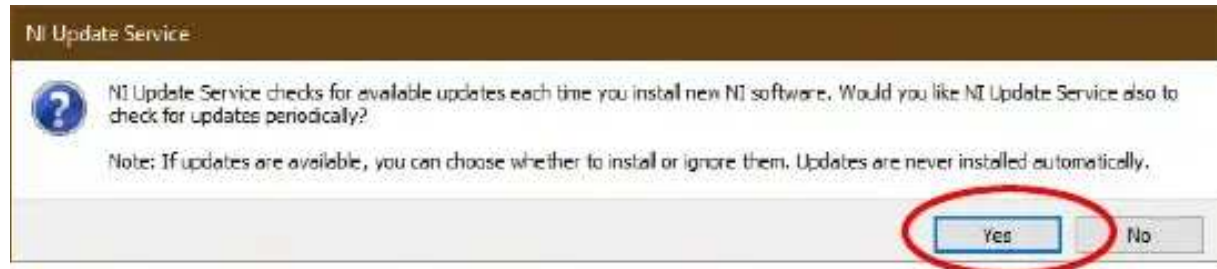 NI Update Service
NI Update Service checks for available updates each time you install new NI software. Would you like NI Update Service also to
check for updates periodically?
Note: If updates are available, you can choose whether to install or ignore them. Updates are never installed automatically.
Yes No